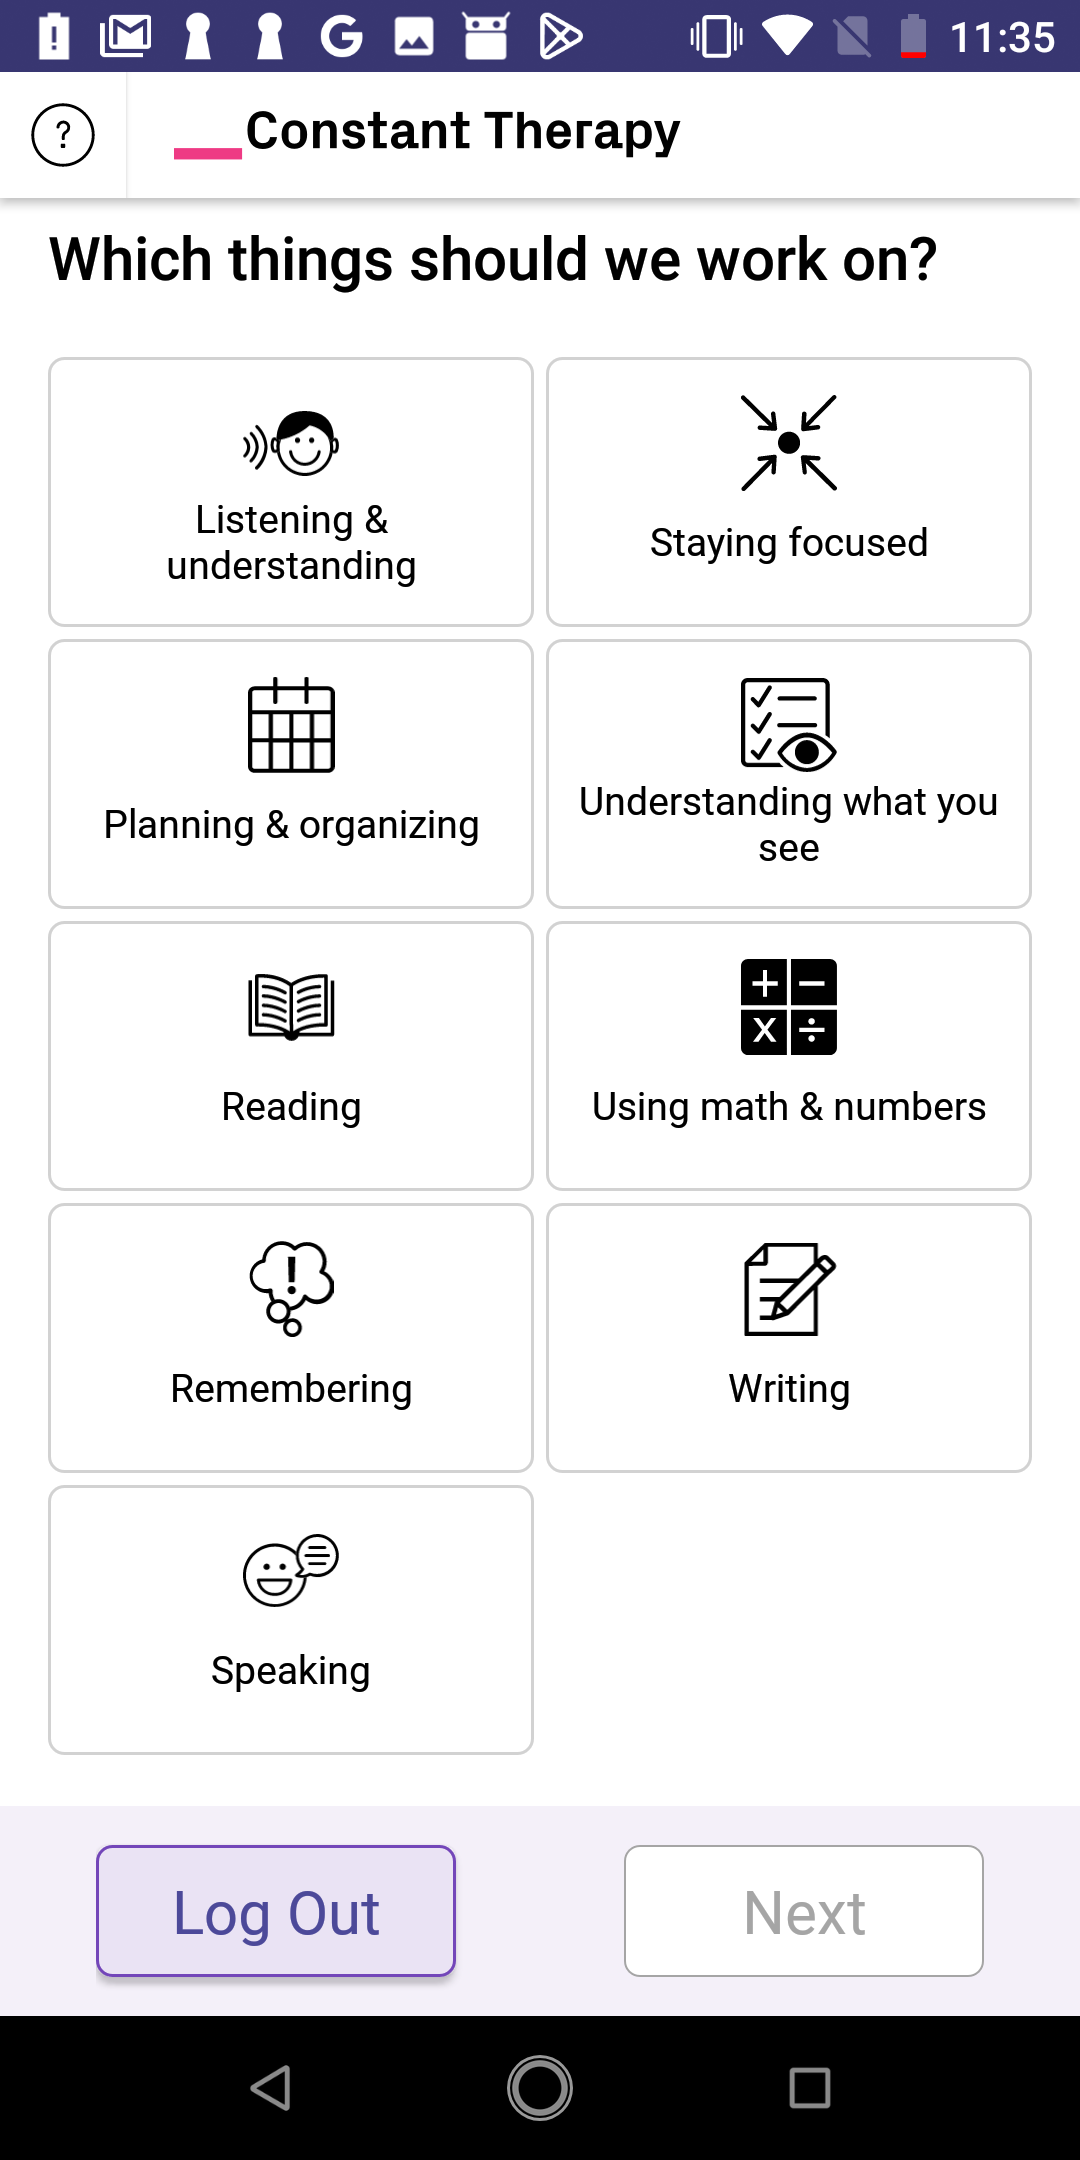 11:35
?
Constant Therapy
Which things should we work on?
Listening &
understanding
Staying focused
Planning & organizing
Understanding what you
see
Reading
Using math & numbers
Remembering
Writing
Speaking
Log Out
Next